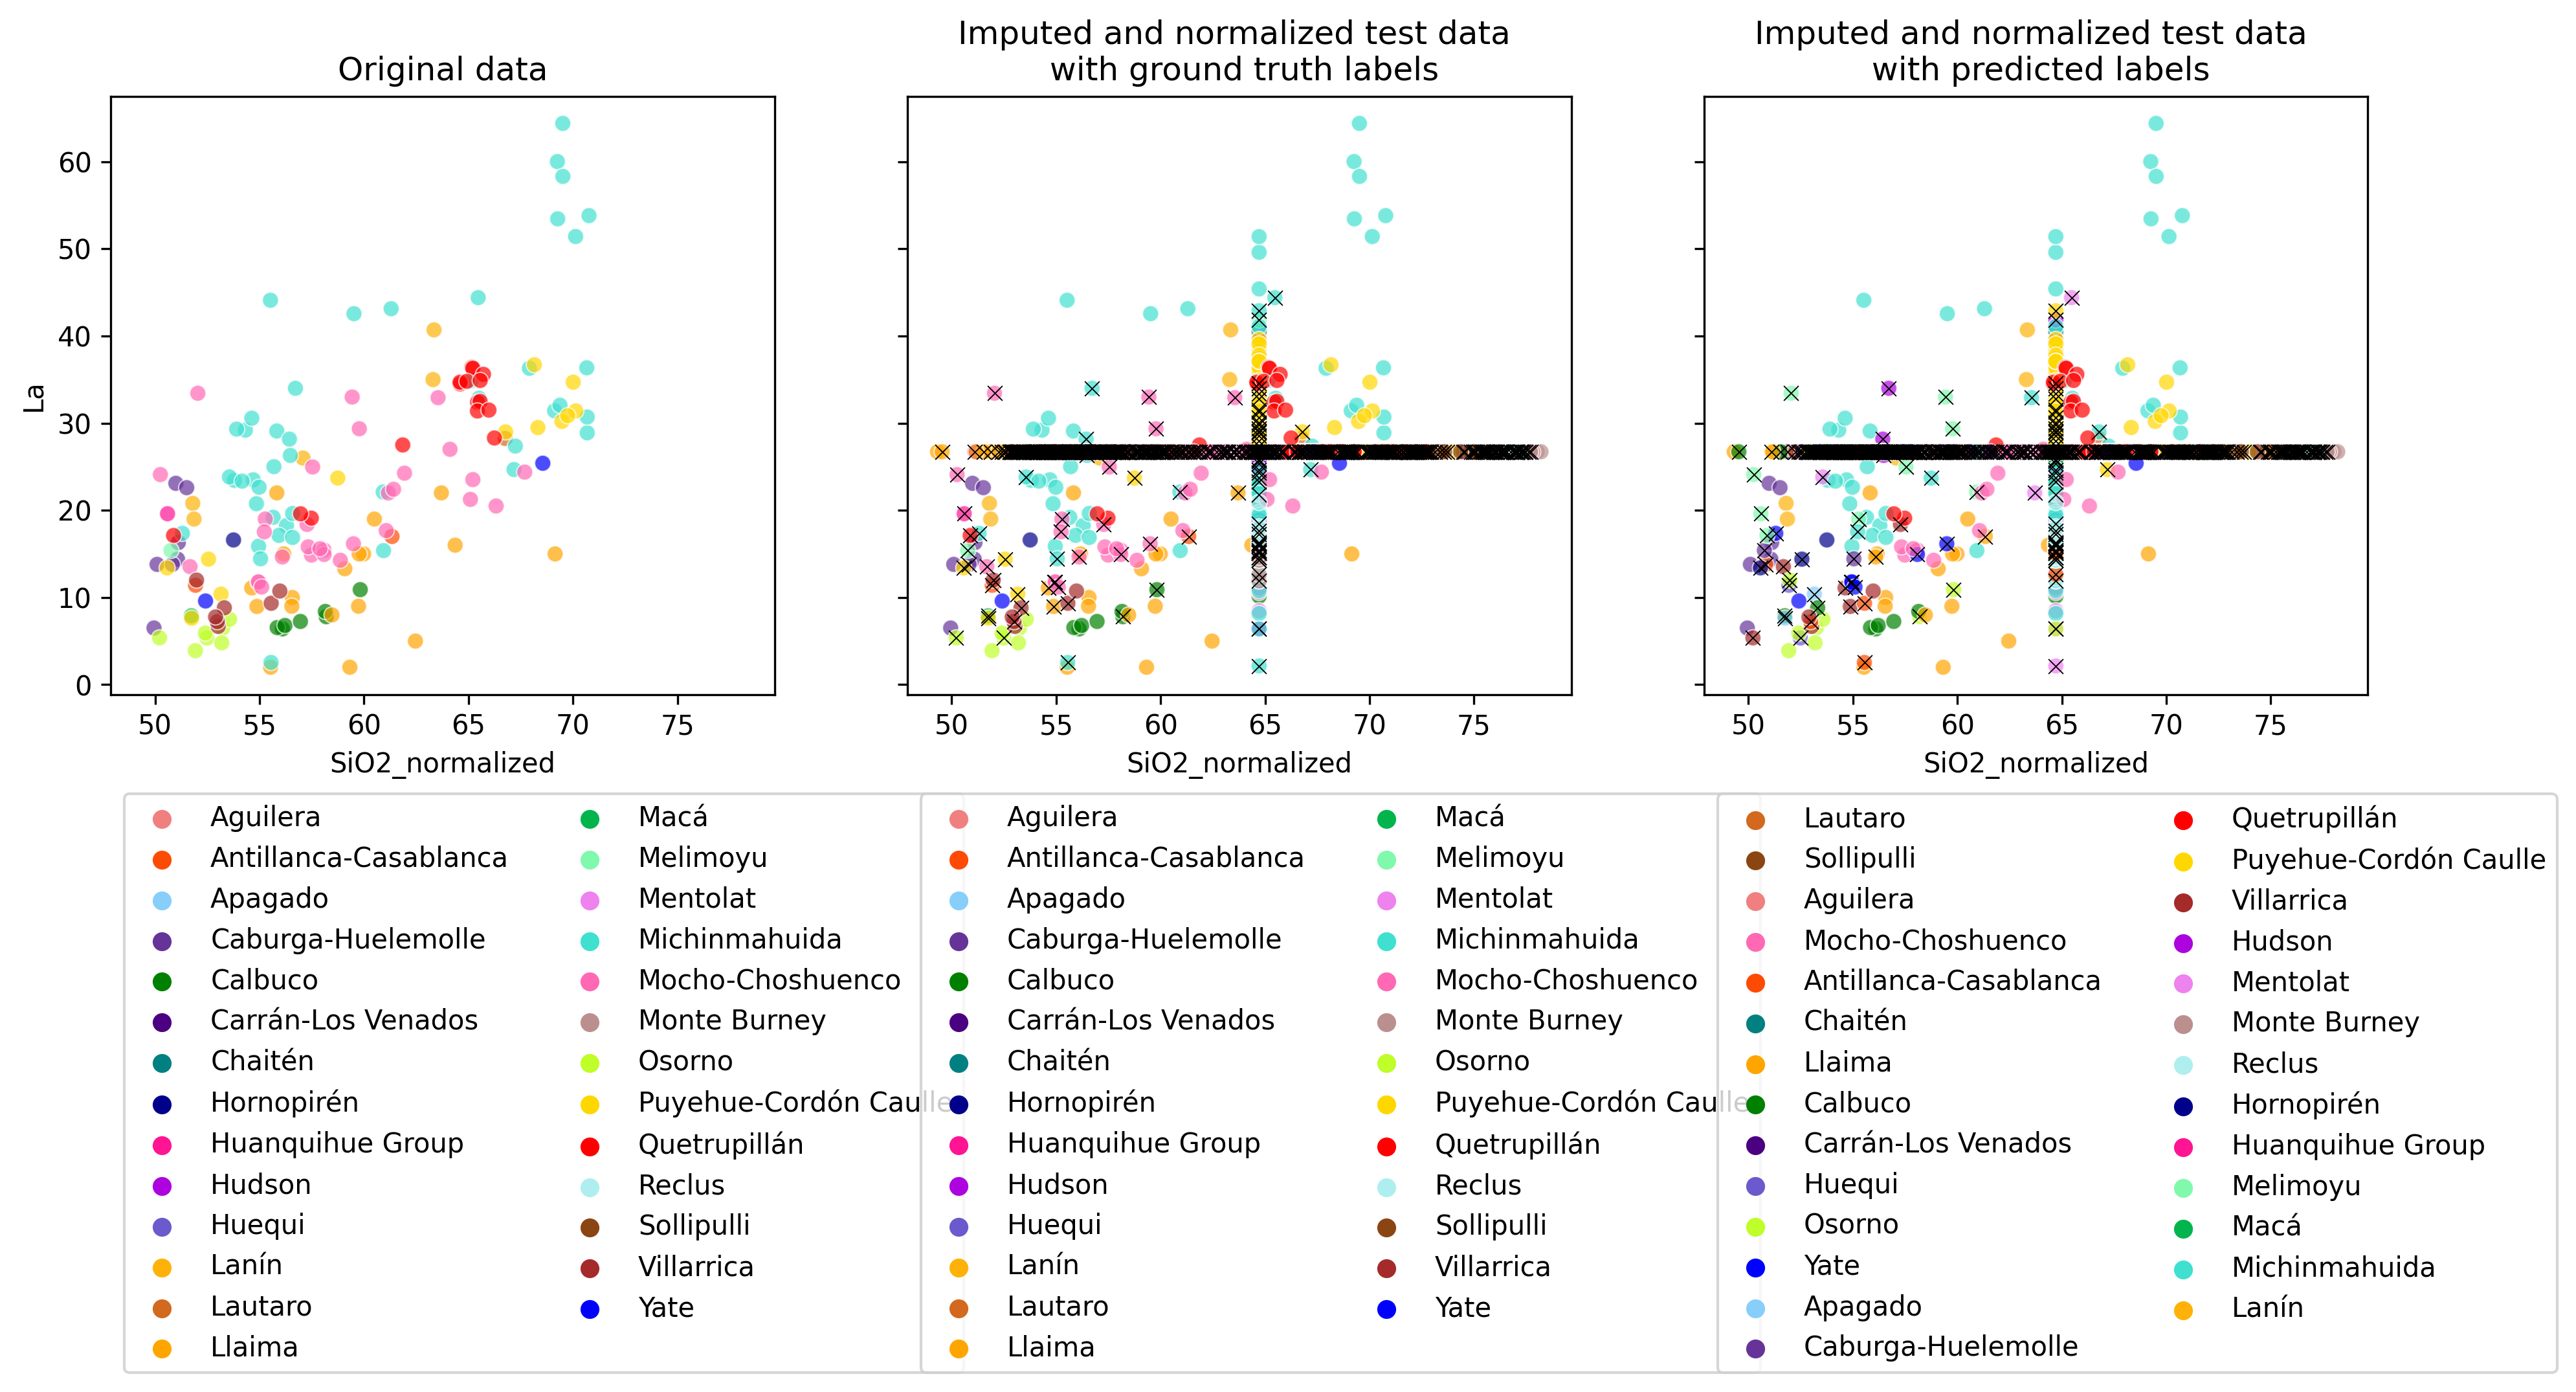 Original data
Imputed and normalized test data
with ground truth labels
Imputed and normalized test data
with predicted labels
La
60
50
40
30
20
10
0
50 55 60 65 70 75
50 55 60 65 70 75
50 55 60 65 70 75
SiO2_normalized
SiO2_normalized
SiO2_normalized
Aguilera
Antillanca-Casablanca
Apagado
Caburga-Huelemolle
Calbuco
Carrán-Los Venados
Chaitén
Hornopirén
Huanquihue Group
Hudson
Huequi
Lanín
Lautaro
Llaima
Macá
Melimoyu
Mentolat
Michinmahuida
Mocho-Choshuenco
Monte Burney
Osorno
Puyehue-Cordón Caulle
Quetrupillán
Reclus
Sollipulli
Villarrica
Yate
Aguilera
Antillanca-Casablanca
Apagado
Caburga-Huelemolle
Calbuco
Carrán-Los Venados
Chaitén
Hornopirén
Huanquihue Group
Hudson
Huequi
Lanín
Lautaro
Llaima
Macá
Melimoyu
Mentolat
Michinmahuida
Mocho-Choshuenco
Monte Burney
Osorno
Puyehue-Cordón Caulle
Quetrupillán
Reclus
Sollipulli
Villarrica
Yate
Lautaro
Sollipulli
Aguilera
Mocho-Choshuenco
Antillanca-Casablanca
Chaitén
Llaima
Calbuco
Carrán-Los Venados
Huequi
Osorno
Yate
Apagado
Caburga-Huelemolle
Quetrupillán
Puyehue-Cordón Caulle
Villarrica
Hudson
Mentolat
Monte Burney
Reclus
Hornopirén
Huanquihue Group
Melimoyu
Macá
Michinmahuida
Lanín